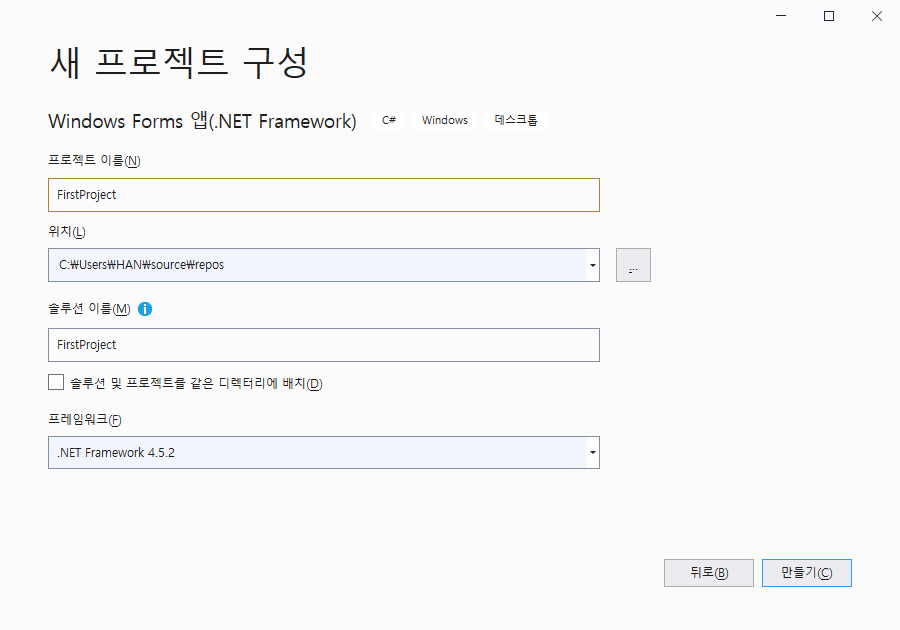 새 프로젝트 구성
Windows Forms 앱(.NET Framework) C# Windows 데스크톱
프로젝트 이름(N)
FirstProject
위치(L)
C:₩Users₩HAN₩source₩repos
...
솔루션 이름(M)
FirstProject
솔루션 및 프로젝트를 같은 디렉터리에 배치(D)
프레임워크(F)
.NET Framework 4.5.2
뒤로(B) 만들기(C)